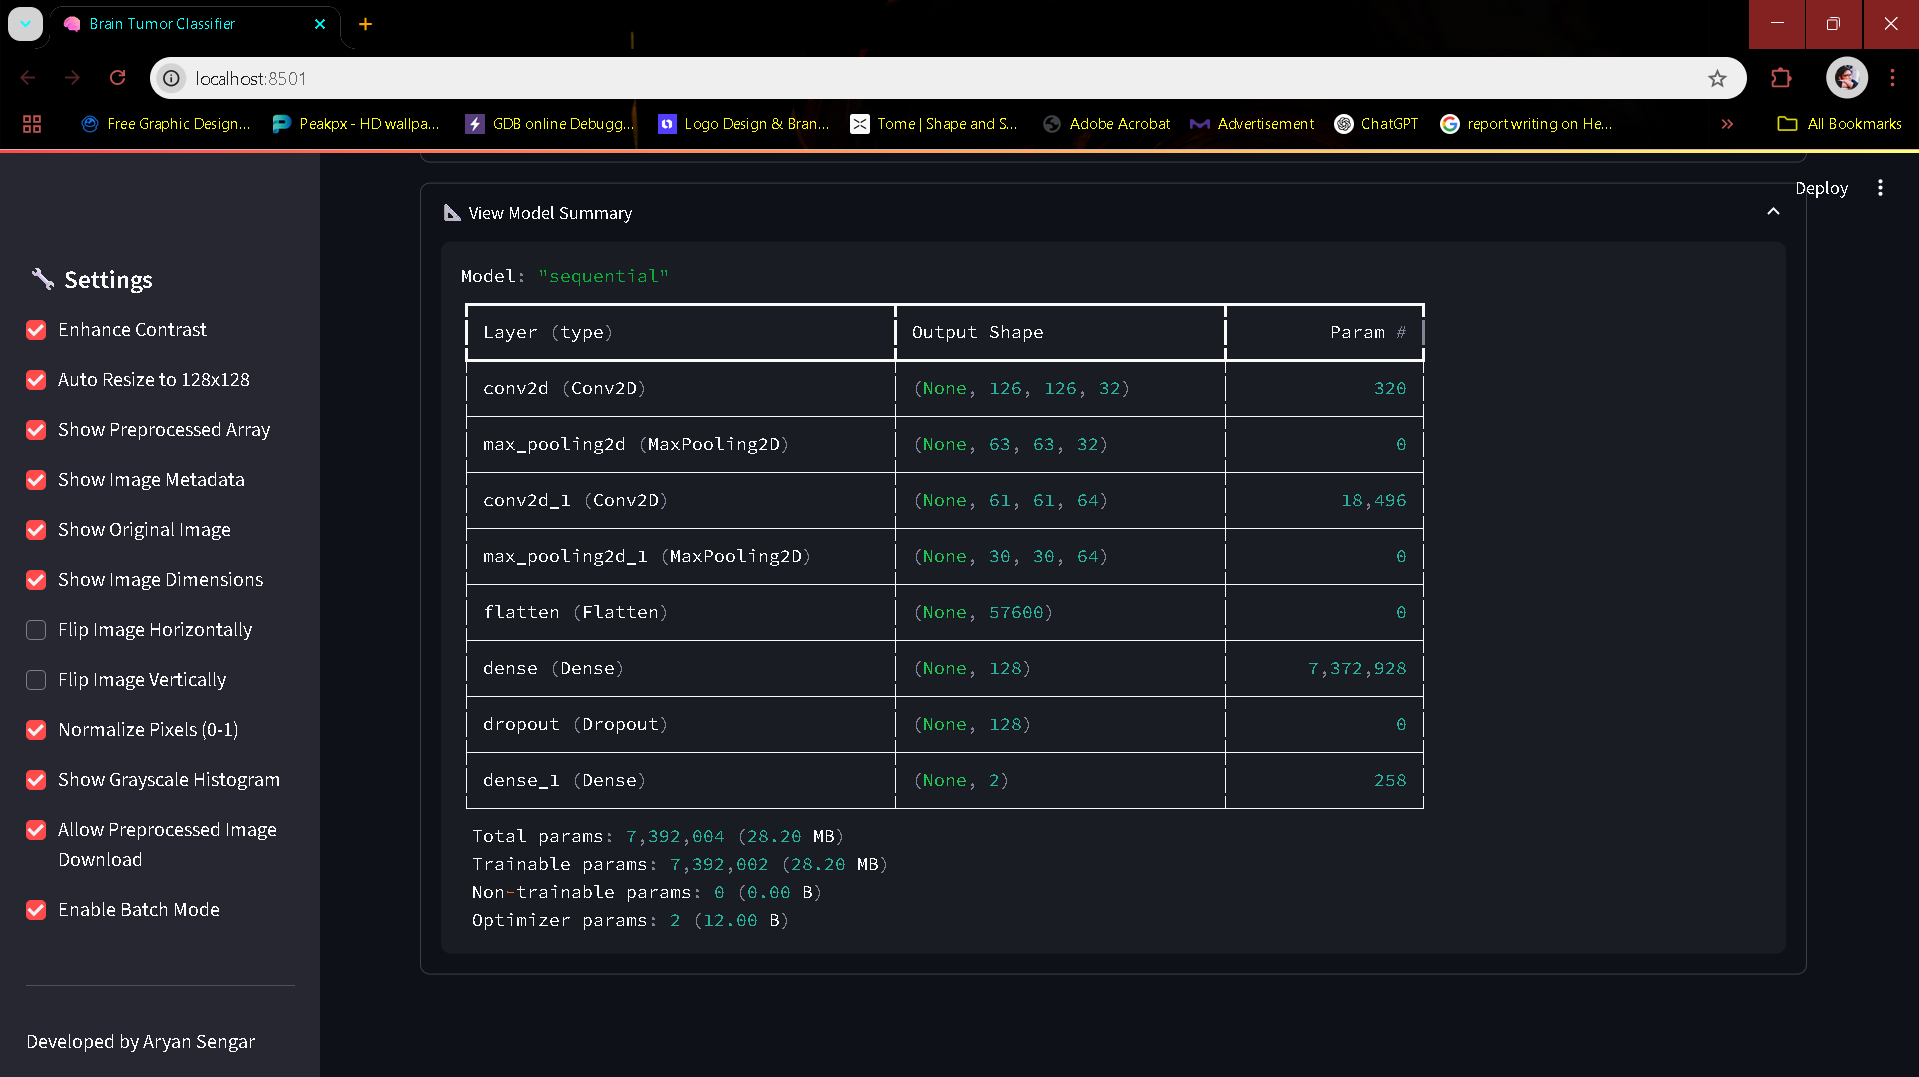 Brain Tumor Classifier
localhost:8501
Free Graphic Design... Peakpx - HD wallpa... GDB online Debugg... Logo Design & Bran... Tome | Shape and S... Adobe Acrobat Advertisement ChatGPT report writing on He... » All Bookmarks
Deploy
Settings
Enhance Contrast
Auto Resize to 128x128
Show Preprocessed Array
Show Image Metadata
Show Original Image
Show Image Dimensions
Flip Image Horizontally
Flip Image Vertically
Normalize Pixels (0-1)
Show Grayscale Histogram
Allow Preprocessed Image
Download
Enable Batch Mode
Developed by Aryan Sengar
View Model Summary
Model: "sequential"
Layer (type) Output Shape Param #
conv2d (Conv2D) (None, 126, 126, 32) 320
max_pooling2d (MaxPooling2D) (None, 63, 63, 32) 0
conv2d_1 (Conv2D) (None, 61, 61, 64) 18,496
max_pooling2d_1 (MaxPooling2D) (None, 30, 30, 64) 0
flatten (Flatten) (None, 57600) 0
dense (Dense) (None, 128) 7,372,928
dropout (Dropout) (None, 128) 0
dense_1 (Dense) (None, 2) 258
Total params: 7,392,004 (28.20 MB)
Trainable params: 7,392,002 (28.20 MB)
Non-trainable params: 0 (0.00 B)
Optimizer params: 2 (12.00 B)